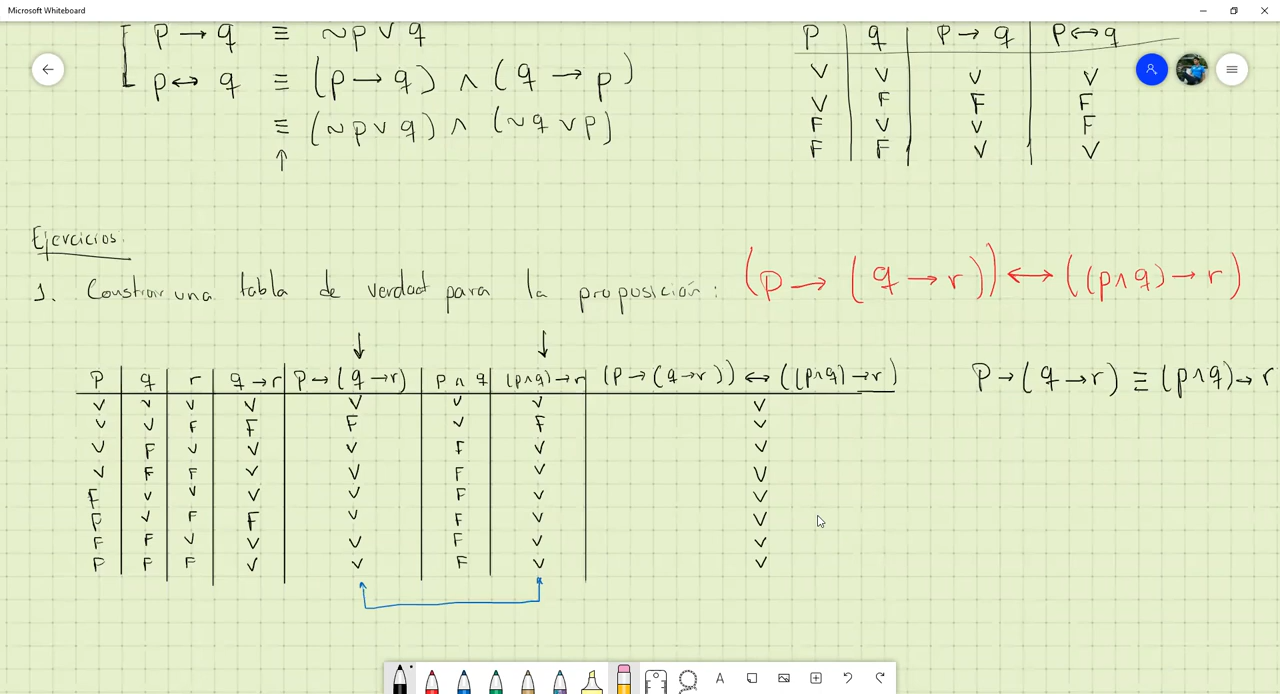 Microsoft Whiteboard
p → q ≡ ~p ∨ q
p ↔ q ≡ (p → q) ∧ (q → p)
≡ (~p ∨ q) ∧ (~q ∨ p)
↑
p q p → q p ↔ q
V V V V
V F F F
F V V F
F F V V
Ejercicios.
1. Construir una tabla de verdad para la proposición: (p → (q → r)) ↔ ((p ∧ q) → r)
p q r q → r p → (q → r) p ∧ q (p ∧ q) → r (p → (q → r)) ↔ ((p ∧ q) → r)
V V V V V V V V
V V F F F V F V
V F V V V F V V
V F F V V F V V
F V V V V F V V
F V F F V F V V
F F V V V F V V
F F F V V F V V
p → (q → r) ≡ (p ∧ q) → r
A